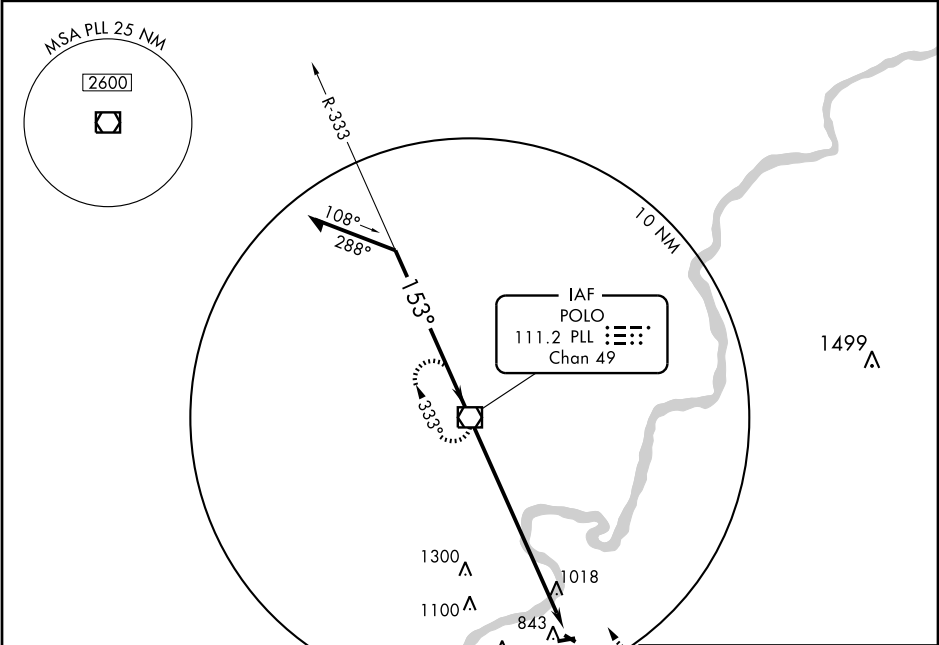 MSA PLL 25 NM
2600
R-333
108°
288°
10 NM
153°
IAF
POLO
111.2 PLL
Chan 49
1499
333°
1300
1018
1100
843